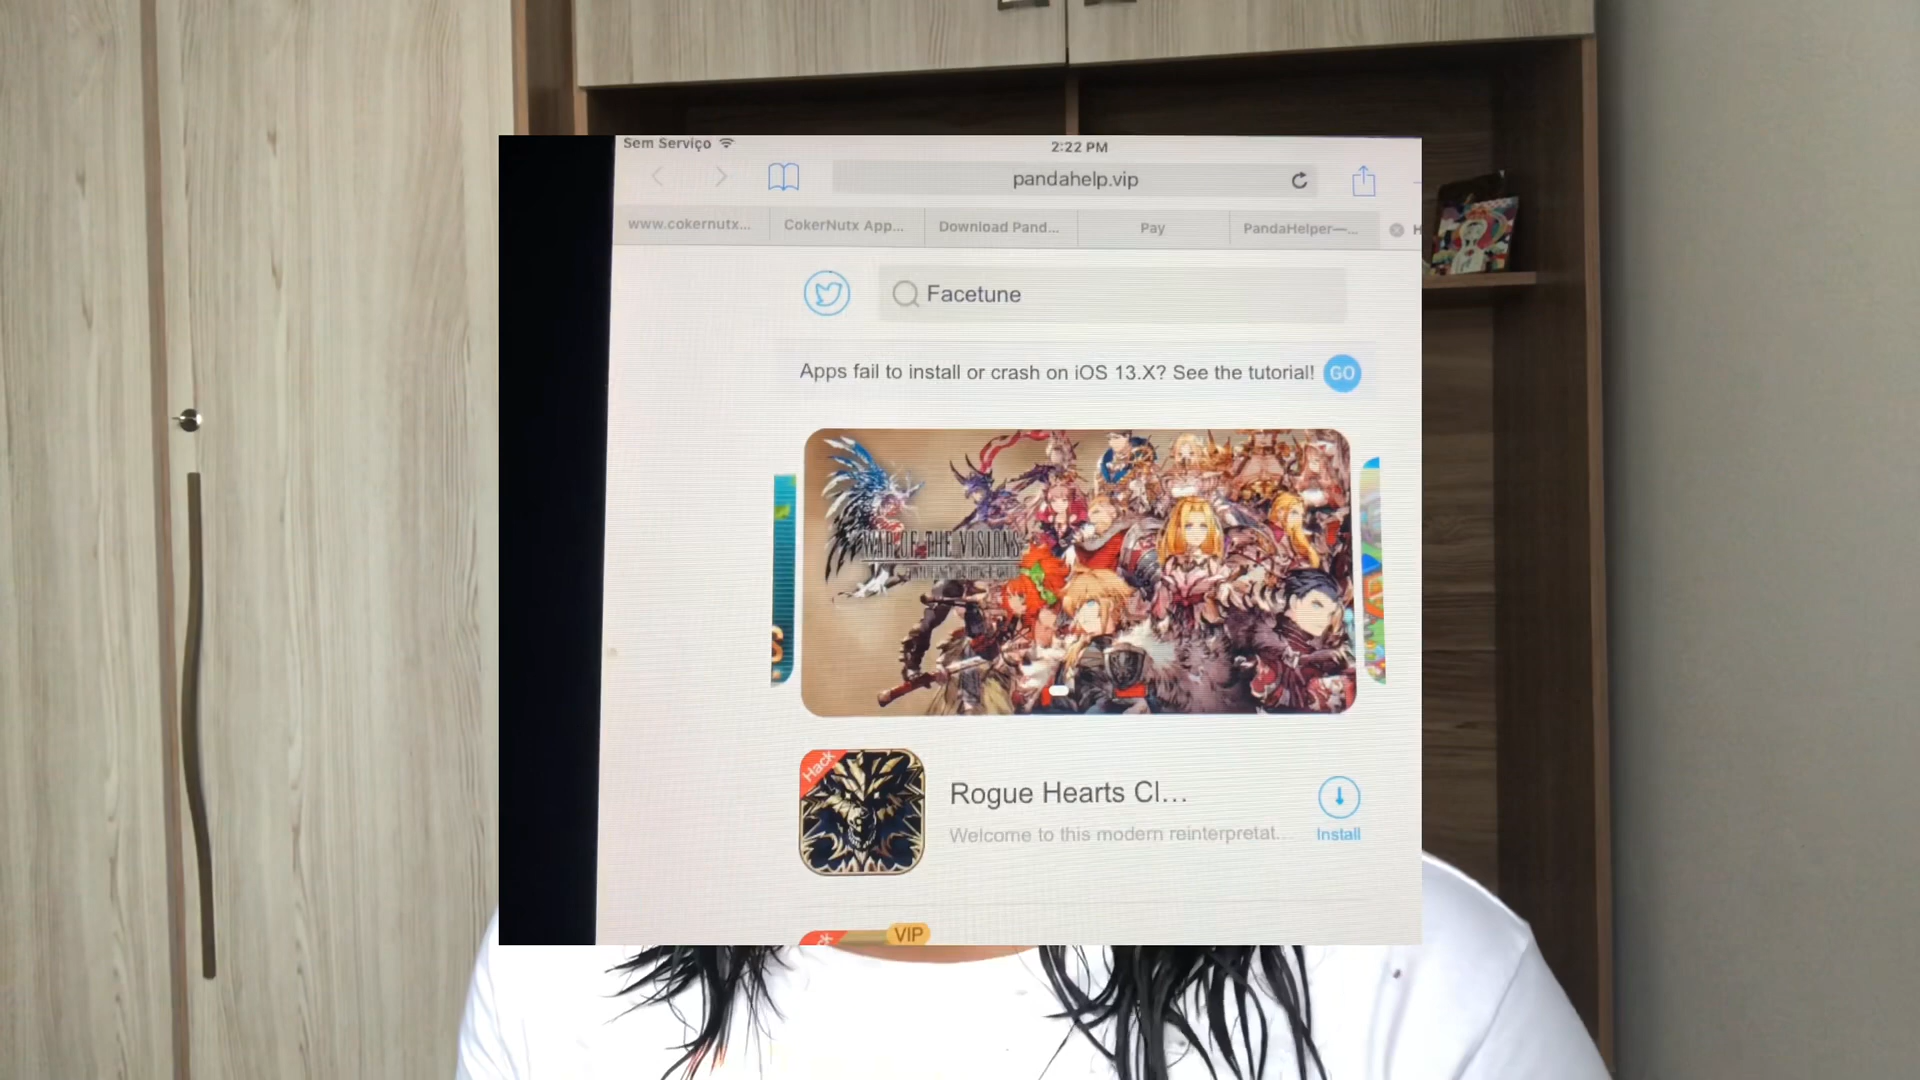 Sem Serviço
2:22 PM
pandahelp.vip
www.cokernutx...
CokerNutx App...
Download Pand...
Pay
PandaHelper—...
H
Facetune
Apps fail to install or crash on iOS 13.X? See the tutorial!
GO
WAR OF THE VISIONS
Hack
Rogue Hearts Cl...
Welcome to this modern reinterpretat...
Install
VIP